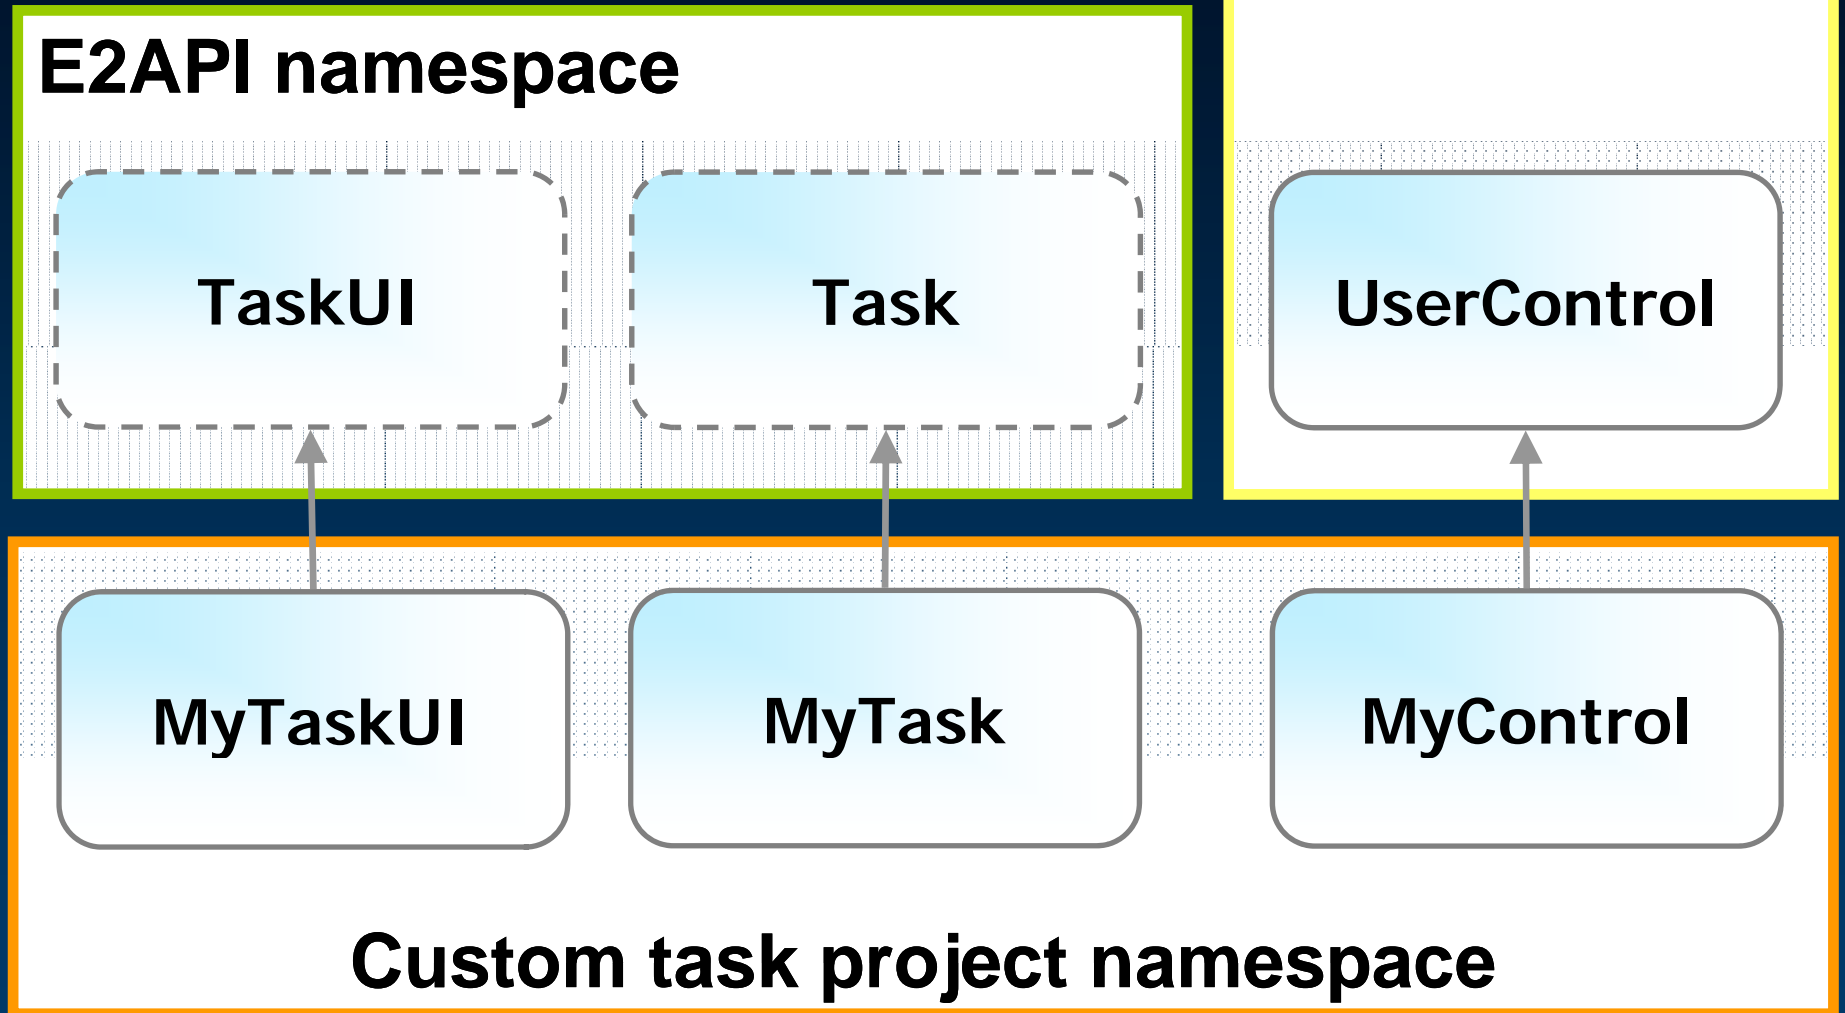 E2API namespace
TaskUI
Task
UserControl
MyTaskUI
MyTask
MyControl
Custom task project namespace